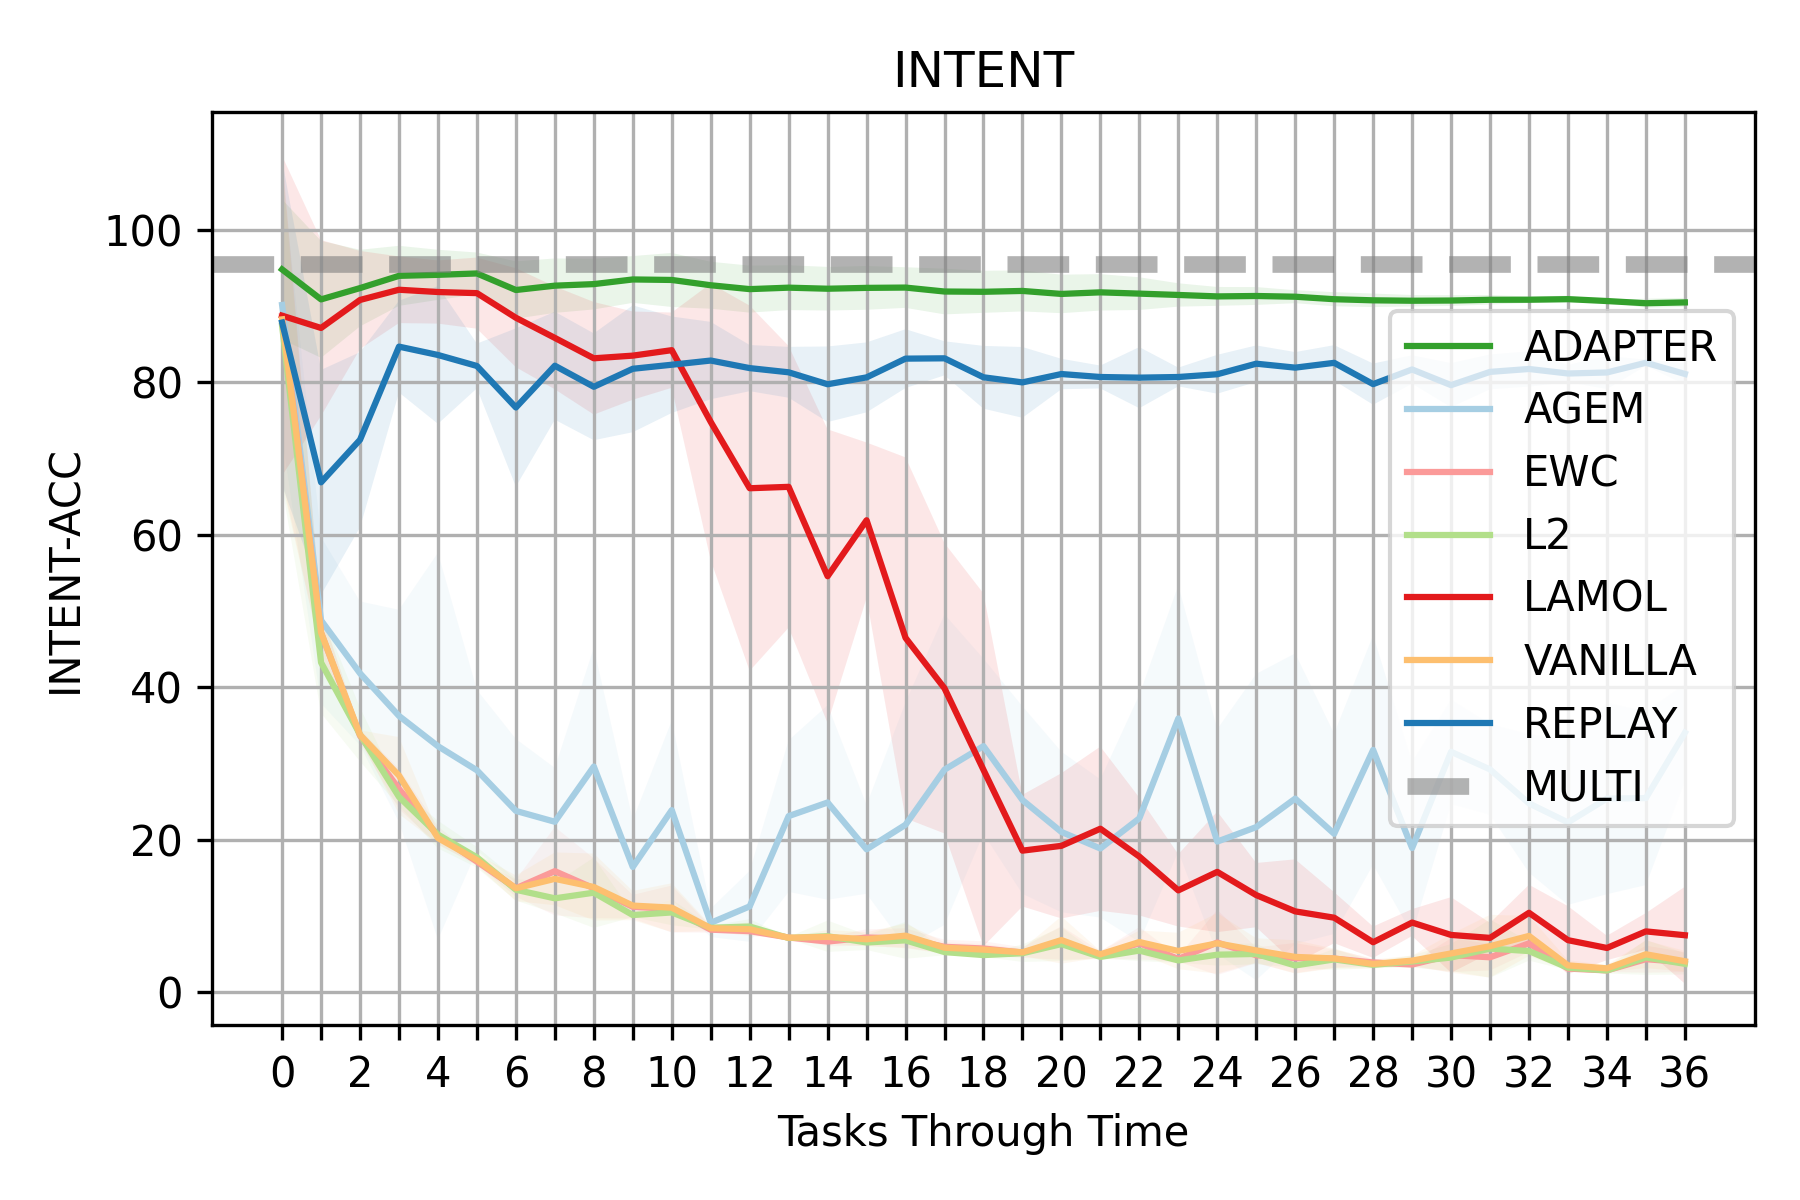 INTENT
INTENT-ACC
100
80
60
40
20
0
ADAPTER
AGEM
EWC
L2
LAMOL
VANILLA
REPLAY
MULTI
0 2 4 6 8 10 12 14 16 18 20 22 24 26 28 30 32 34 36
Tasks Through Time